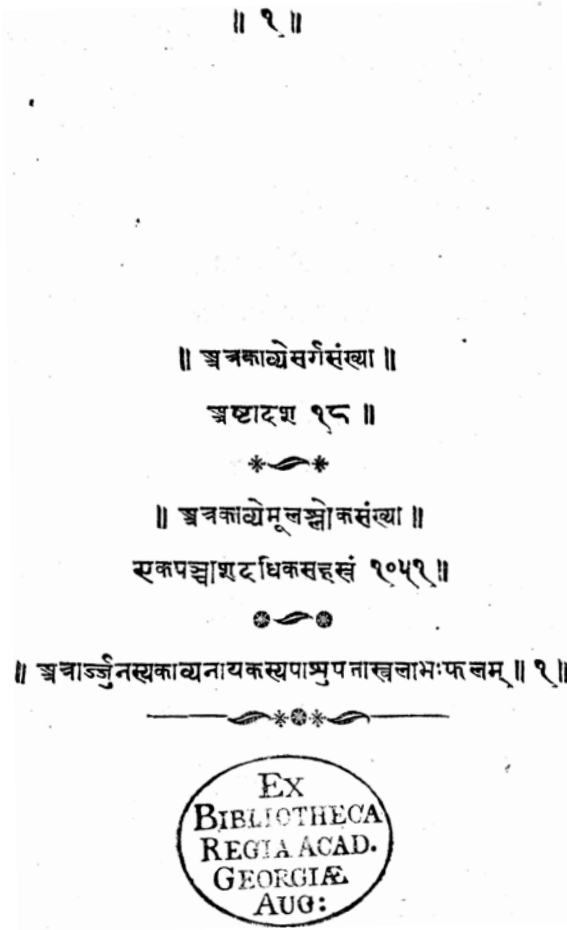 ॥ १ ॥
॥ अत्रकाव्येसर्गसंख्या ॥
अष्टादश १८ ॥
॥ अत्रकाव्येमूलश्लोकसंख्या ॥
एकपञ्चाशदधिकसहस्रं १०५१ ॥
॥ अत्रार्ज्जुनस्यकाव्यनायकस्यपाशुपतास्त्रलाभःफलम् ॥ १ ॥
EX
BIBLIOTHECA
REGIA ACAD.
GEORGIÆ
AUG: